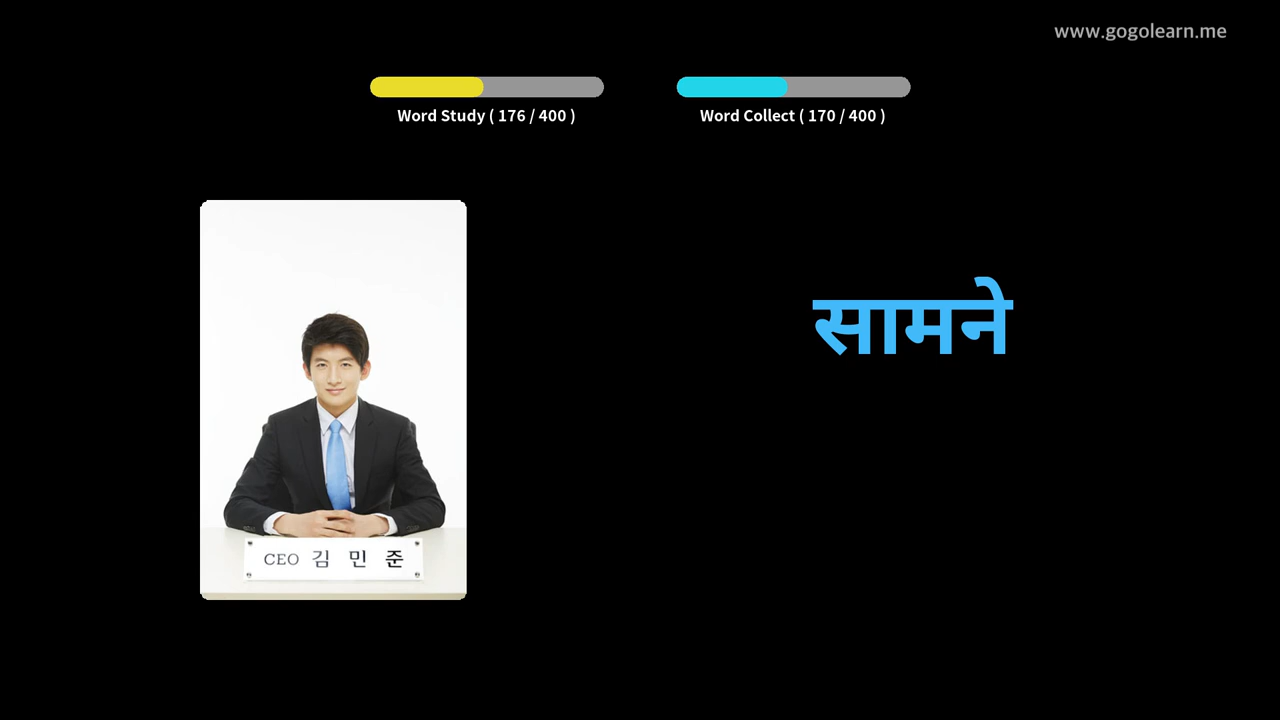 www.gogolearn.me
Word Study ( 176 / 400 )
Word Collect ( 170 / 400 )
सामने
CEO 김 민 준